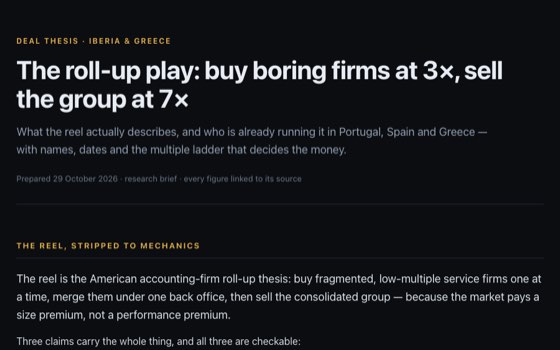 DEAL THESIS · IBERIA & GREECE
The roll-up play: buy boring firms at 3×, sell
the group at 7×
What the reel actually describes, and who is already running it in Portugal, Spain and Greece —
with names, dates and the multiple ladder that decides the money.
Prepared 29 October 2026 · research brief · every figure linked to its source
THE REEL, STRIPPED TO MECHANICS
The reel is the American accounting-firm roll-up thesis: buy fragmented, low-multiple service firms one at
a time, merge them under one back office, then sell the consolidated group — because the market pays a
size premium, not a performance premium.
Three claims carry the whole thing, and all three are checkable: